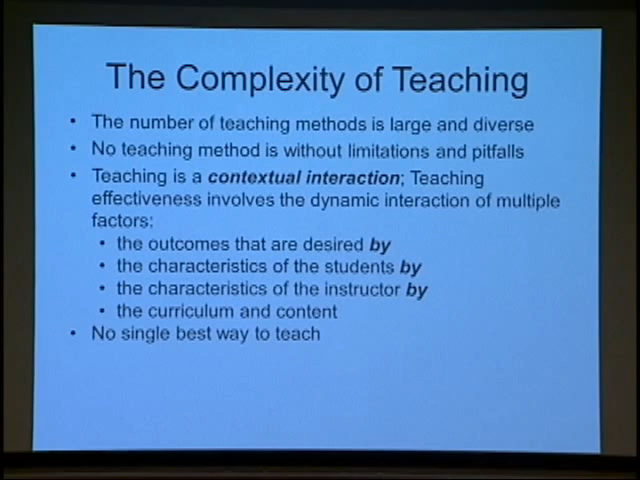 The Complexity of Teaching
• The number of teaching methods is large and diverse
• No teaching method is without limitations and pitfalls
• Teaching is a contextual interaction; Teaching
effectiveness involves the dynamic interaction of multiple
factors:
• the outcomes that are desired by
• the characteristics of the students by
• the characteristics of the instructor by
• the curriculum and content
• No single best way to teach